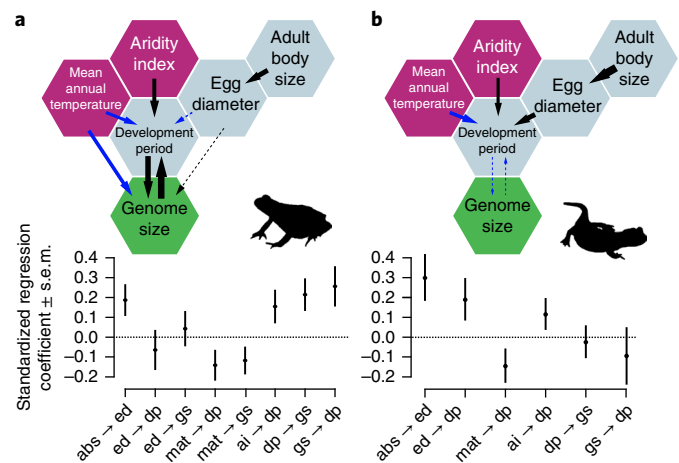 a
Aridity
index
Adult
body
size
Mean
annual
temperature
Egg
diameter
Development
period
Genome
size
Standardized regression
coefficient ± s.e.m.
0.4
0.3
0.2
0.1
0.0
−0.1
−0.2
abs → ed
ed → dp
ed → gs
mat → dp
mat → gs
ai → dp
dp → gs
gs → dp
b
Aridity
index
Adult
body
size
Mean
annual
temperature
Egg
diameter
Development
period
Genome
size
0.4
0.3
0.2
0.1
0.0
−0.1
−0.2
abs → ed
ed → dp
mat → dp
ai → dp
dp → gs
gs → dp